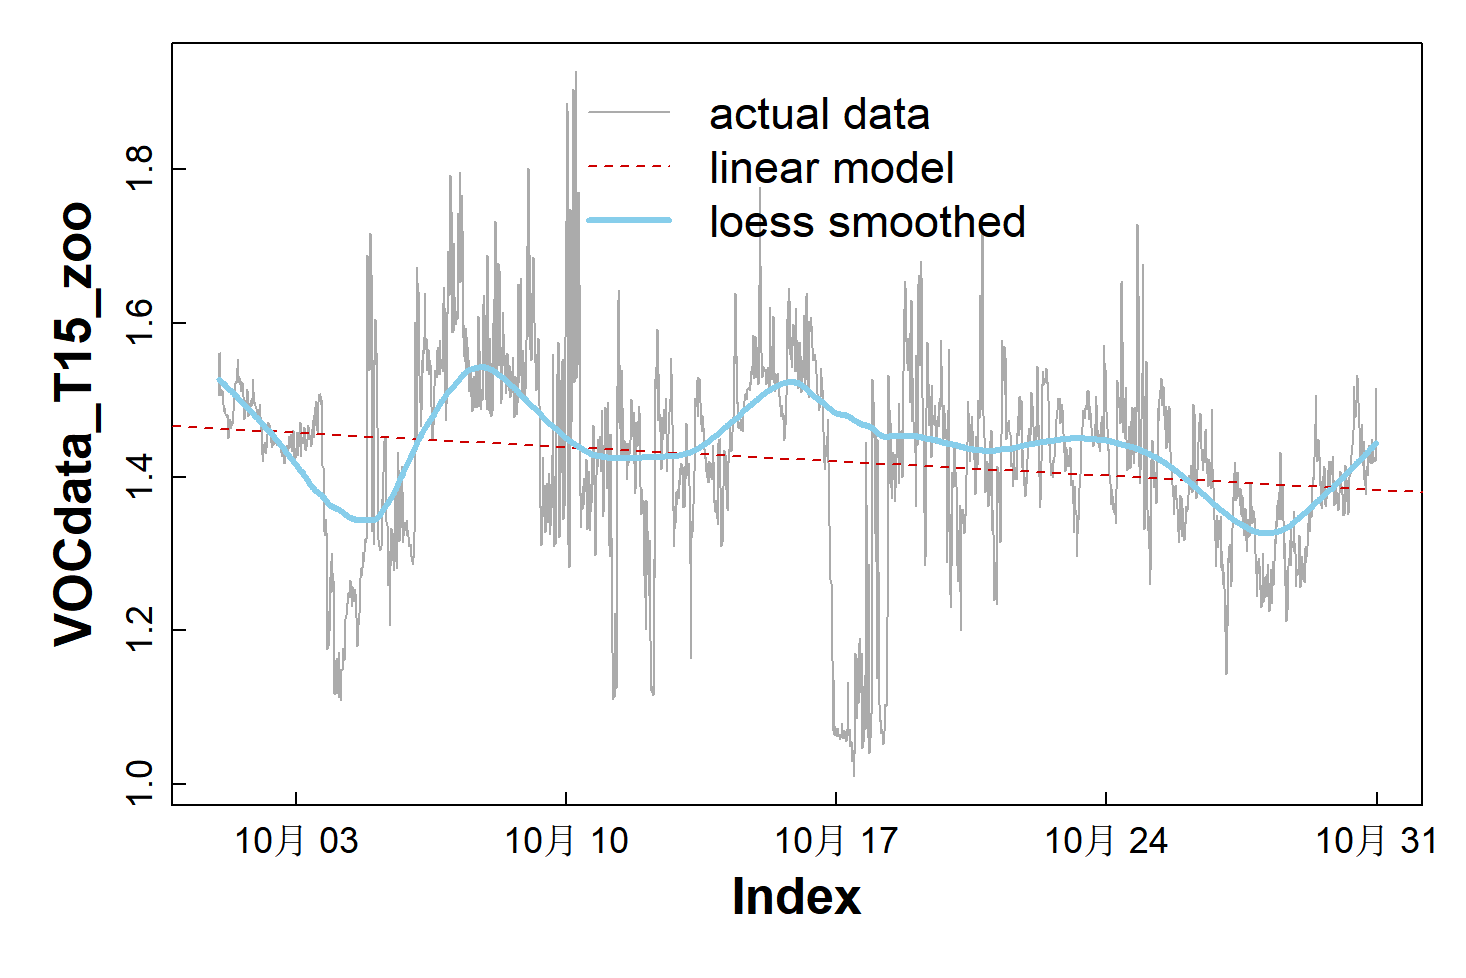 actual data
linear model
loess smoothed
VOCdata_T15_zoo
1.8
1.6
1.4
1.2
1.0
10月 03
10月 10
10月 17
10月 24
10月 31
Index